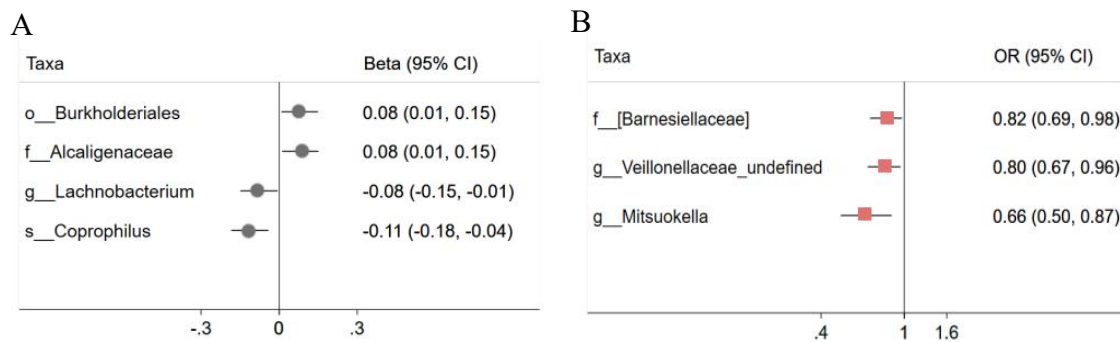 A
Taxa Beta (95% CI)
o__Burkholderiales 0.08 (0.01, 0.15)
f__Alcaligenaceae 0.08 (0.01, 0.15)
g__Lachnobacterium -0.08 (-0.15, -0.01)
s__Coprophilus -0.11 (-0.18, -0.04)
-.3 0 .3
B
Taxa OR (95% CI)
f__[Barnesiellaceae] 0.82 (0.69, 0.98)
g__Veillonellaceae_undefined 0.80 (0.67, 0.96)
g__Mitsuokella 0.66 (0.50, 0.87)
.4 1 1.6